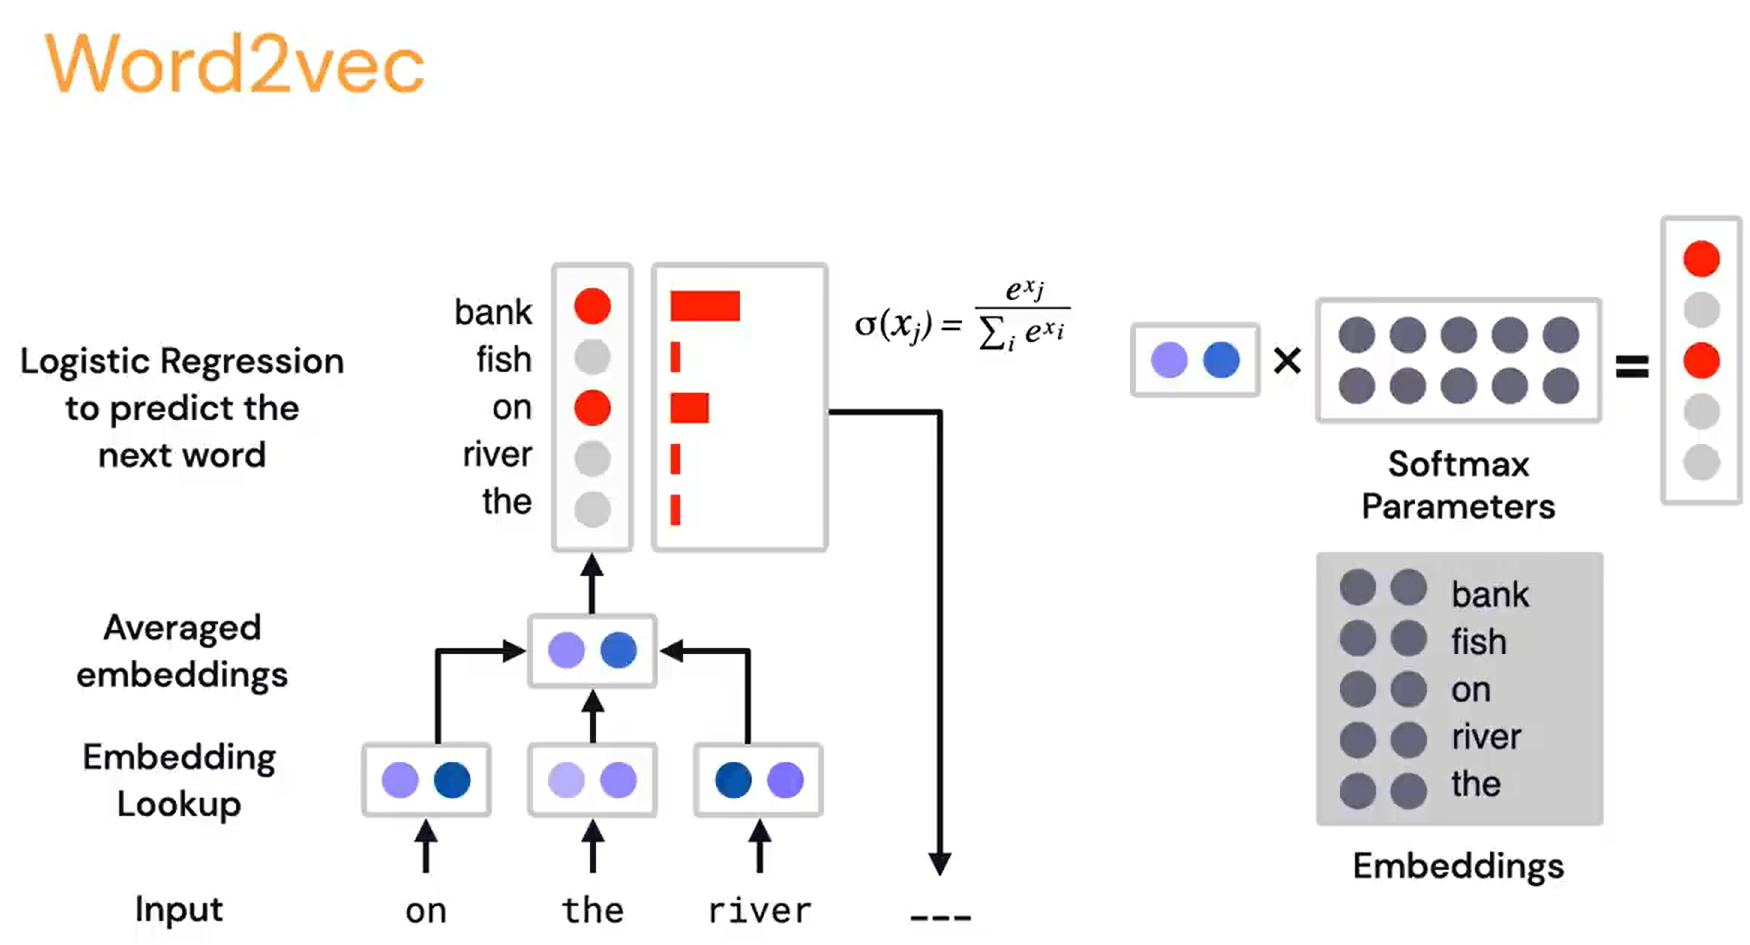 Word2vec
Logistic Regression
to predict the
next word
bank
fish
on
river
the
σ(xⱼ) = e^xⱼ / ∑ᵢ e^xᵢ
×
=
Softmax
Parameters
Averaged
embeddings
Embedding
Lookup
Input
on the river ---
bank
fish
on
river
the
Embeddings